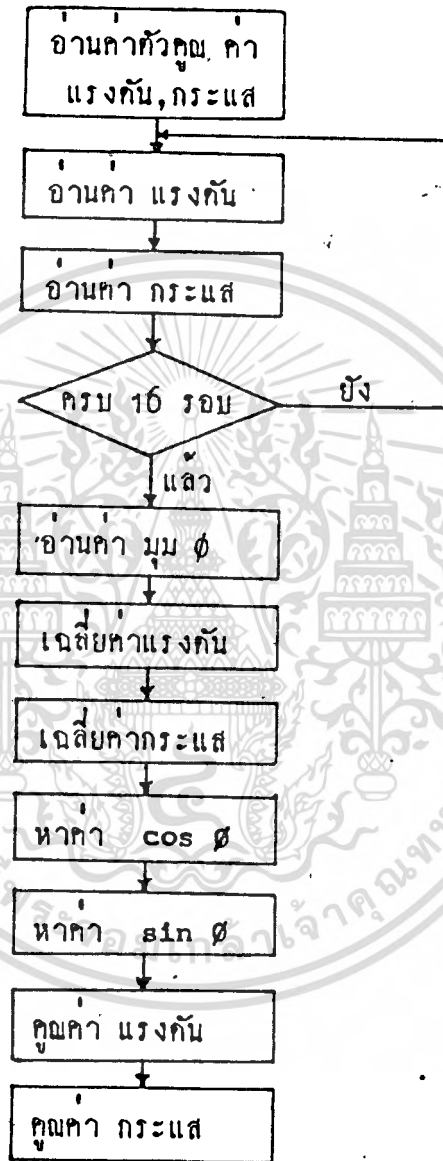 อ่านค่าตัวคูณ ค่า
แรงดัน,กระแส
อ่านค่า แรงดัน
อ่านค่า กระแส
ครบ 16 รอบ
ยัง
แล้ว
อ่านค่า มุม ø
เฉลี่ยค่าแรงดัน
เฉลี่ยค่ากระแส
หาค่า cos ø
หาค่า sin ø
คูณค่า แรงดัน
คูณค่า กระแส